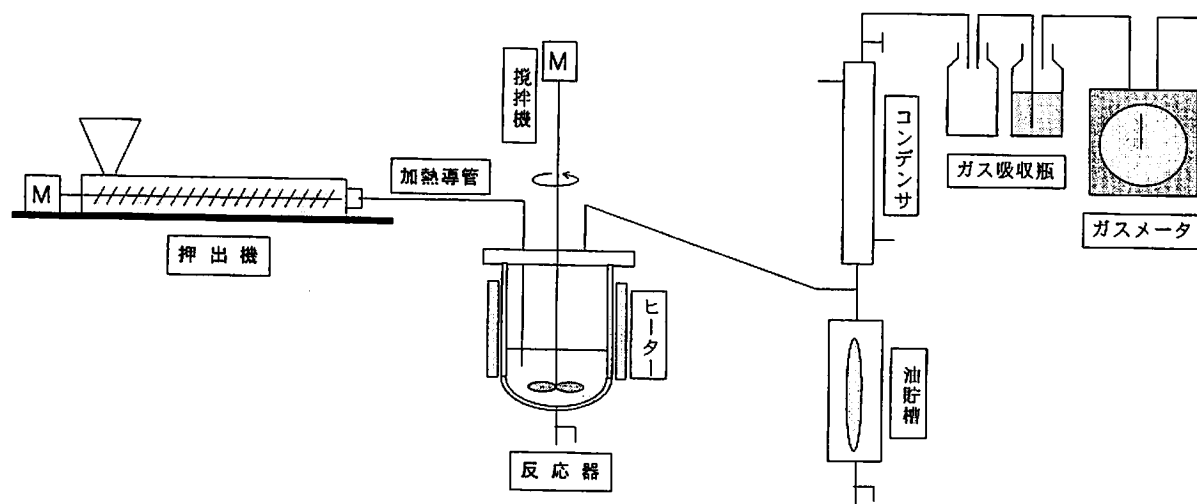 M
押出機
加熱導管
撹拌機
M
反応器
ヒーター
コンデンサ
油貯槽
ガス吸収瓶
ガスメータ